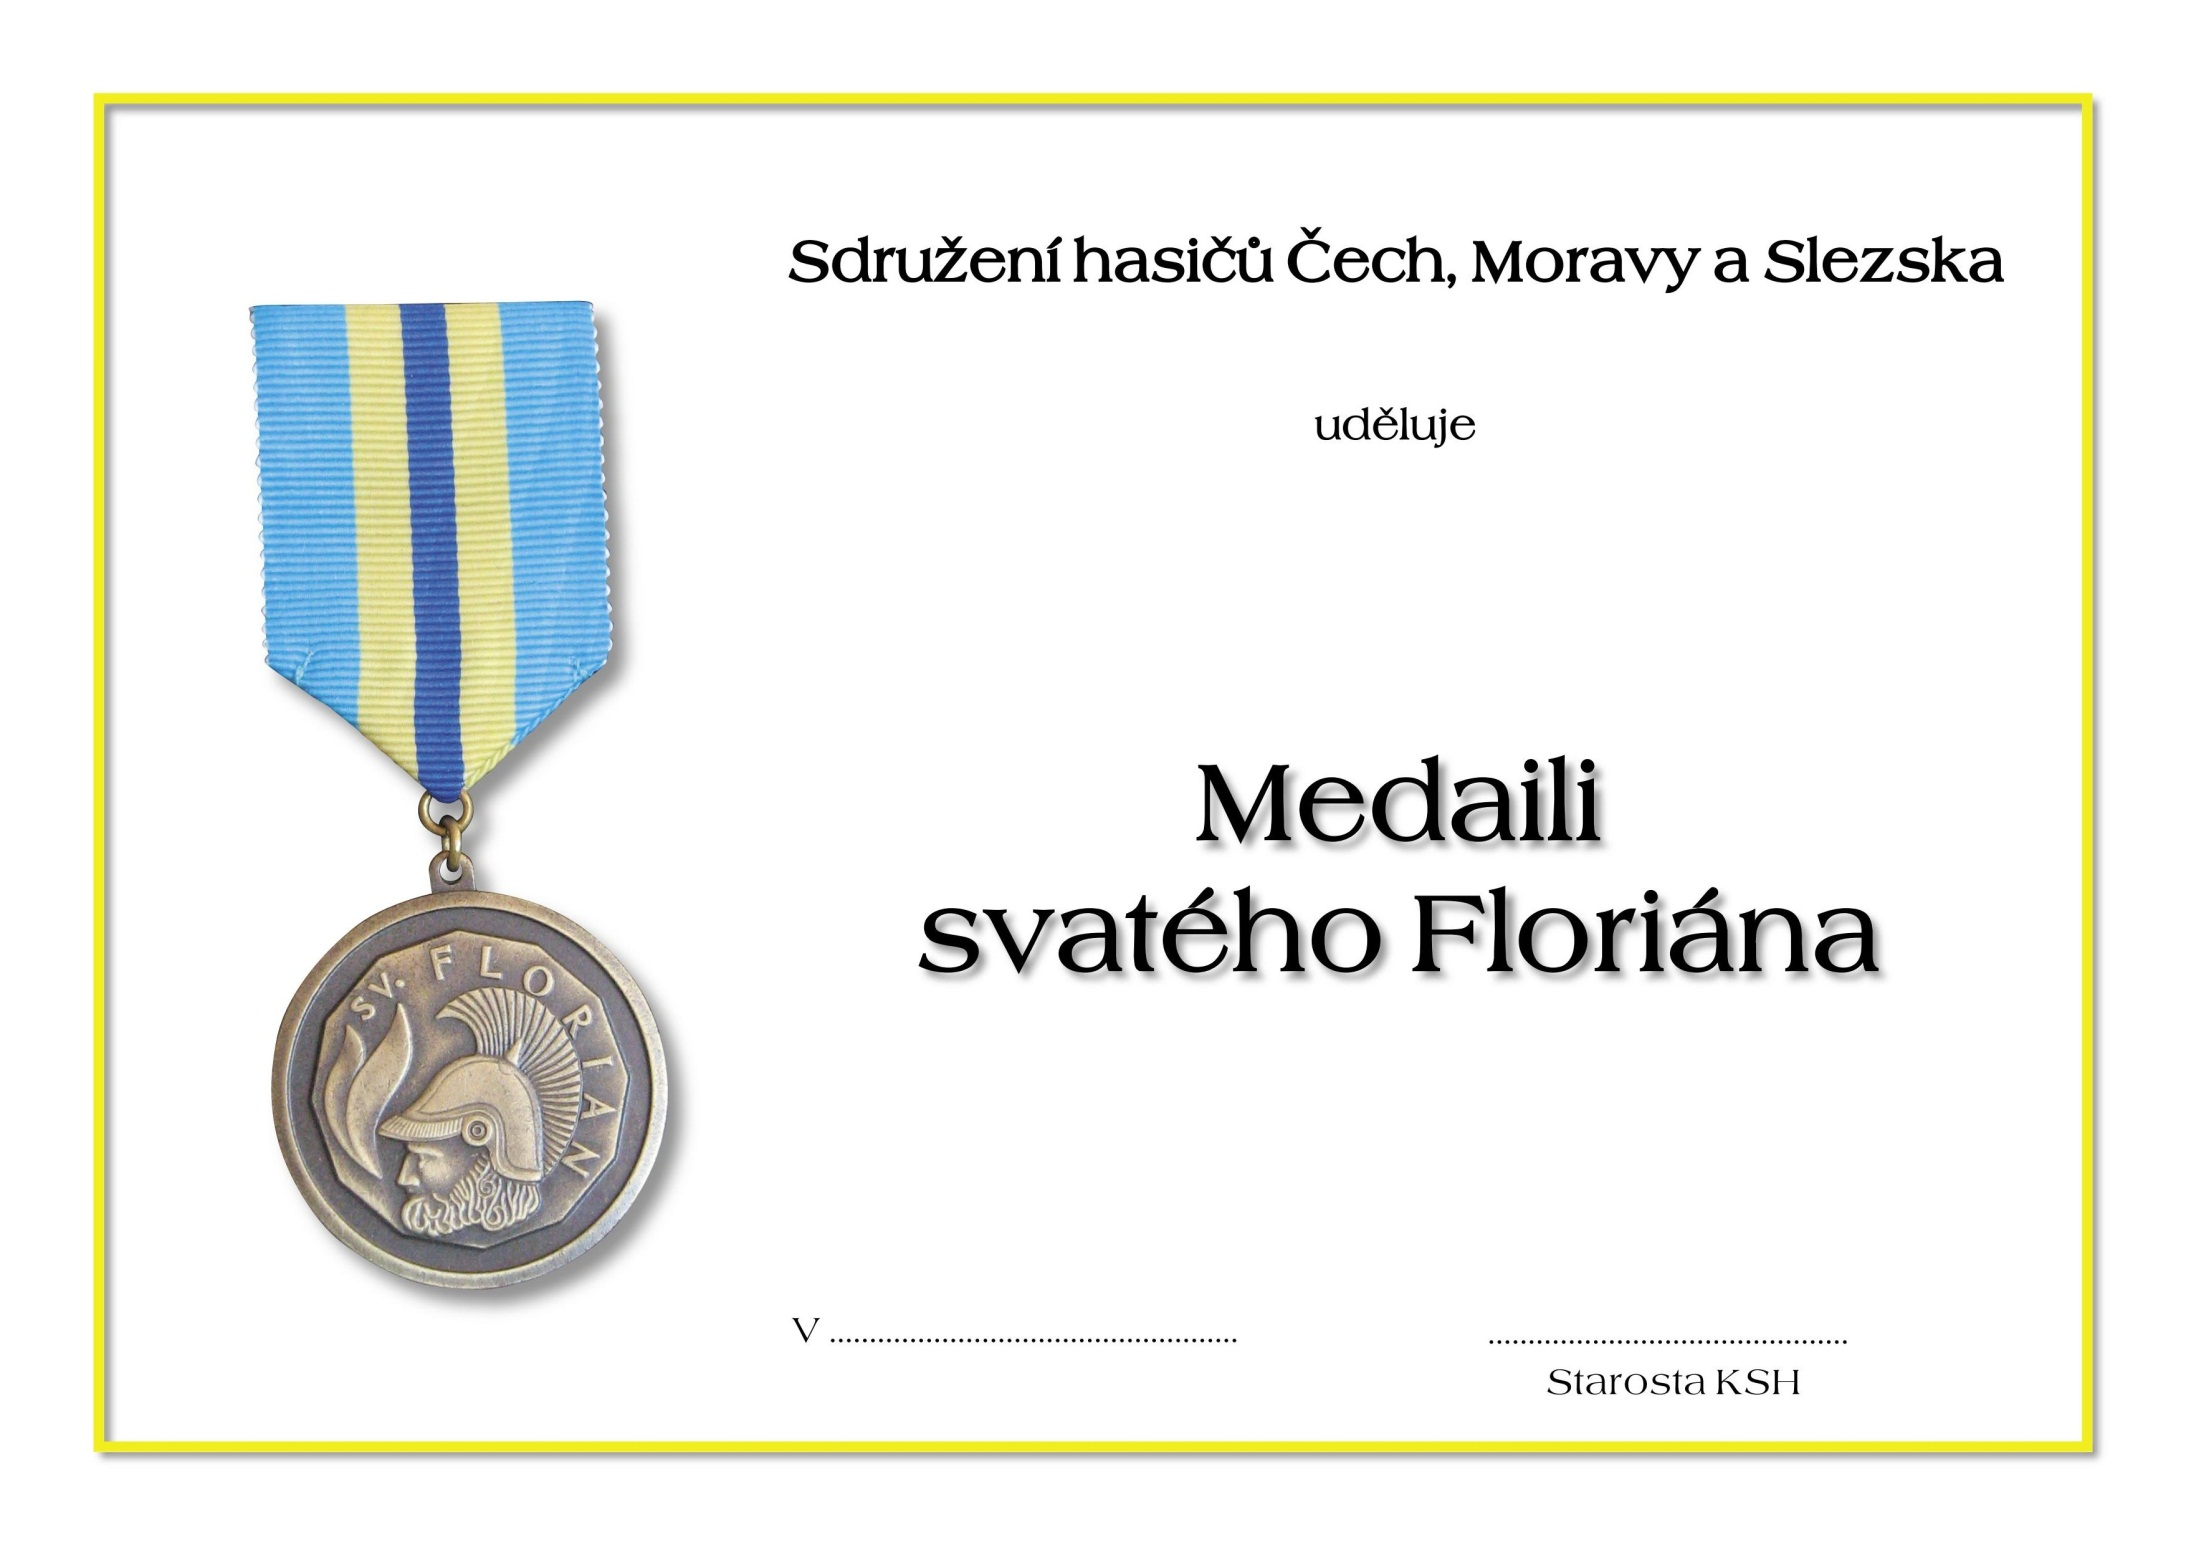 Sdružení hasičů Čech, Moravy a Slezska
uděluje
Medaili
svatého Floriána
SV. FLORIAN
V ....................................................
..............................................
Starosta KSH